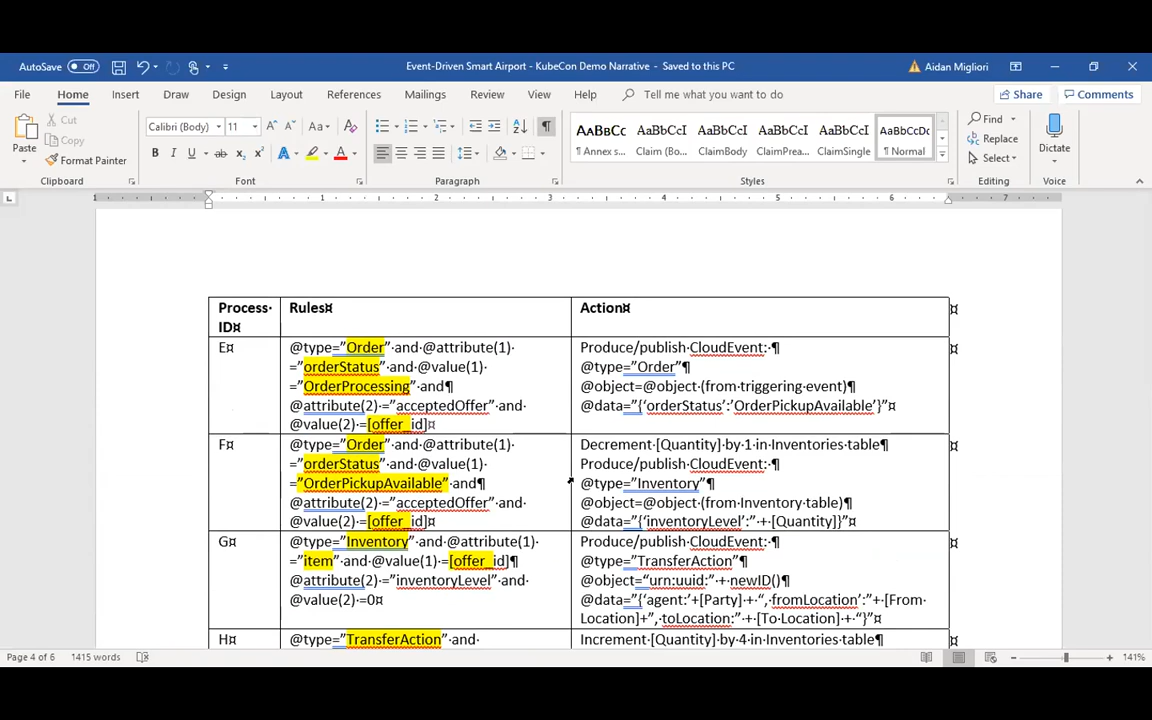 AutoSave Off
Event-Driven Smart Airport - KubeCon Demo Narrative — Saved to this PC
Aidan Migliori
File Home Insert Draw Design Layout References Mailings Review View Help Tell me what you want to do
Share Comments
Paste
Cut
Copy
Format Painter
Calibri (Body) 11
AaBbCc AaBbCcI AaBbCcI AaBbCcI AaBbCcI AaBbCcDc
¶ Annex s... Claim (Bo... ClaimBody ClaimPrea... ClaimSingle ¶ Normal
Find
Replace
Select
Dictate
Clipboard Font Paragraph Styles Editing Voice
1 1 2 3 4 5 6 7
Process·
ID¤
Rules¤
Action¤
¤
E¤
@type="Order"·and·@attribute(1)·
="orderStatus"·and·@value(1)·
="OrderProcessing"·and¶
@attribute(2)·="acceptedOffer"·and·
@value(2)·=[offer_id]¤
Produce/publish·CloudEvent:·¶
@type="Order"¶
@object=@object·(from·triggering·event)¶
@data="{‘orderStatus’:’OrderPickupAvailable’}"¤
¤
F¤
@type="Order"·and·@attribute(1)·
="orderStatus"·and·@value(1)·
="OrderPickupAvailable"·and¶
@attribute(2)·="acceptedOffer"·and·
@value(2)·=[offer_id]¤
Decrement·[Quantity]·by·1·in·Inventories·table¶
Produce/publish·CloudEvent:·¶
@type="Inventory"¶
@object=@object·(from·Inventory·table)¶
@data="{‘inventoryLevel’:"·+·[Quantity]}"¤
¤
G¤
@type="Inventory"·and·@attribute(1)·
="item"·and·@value(1)·=[offer_id]¶
@attribute(2)·="inventoryLevel"·and·
@value(2)·=0¤
Produce/publish·CloudEvent:·¶
@type="TransferAction"¶
@object="urn:uuid:"·+·newID()¶
@data="{‘agent:’+[Party]·+·“,·fromLocation’:"+·[From·
Location]+",·toLocation:"·+·[To·Location]·+·“}"¤
¤
H¤
@type="TransferAction"·and·
Increment·[Quantity]·by·4·in·Inventories·table¶
¤
Page 4 of 6 1415 words
141%